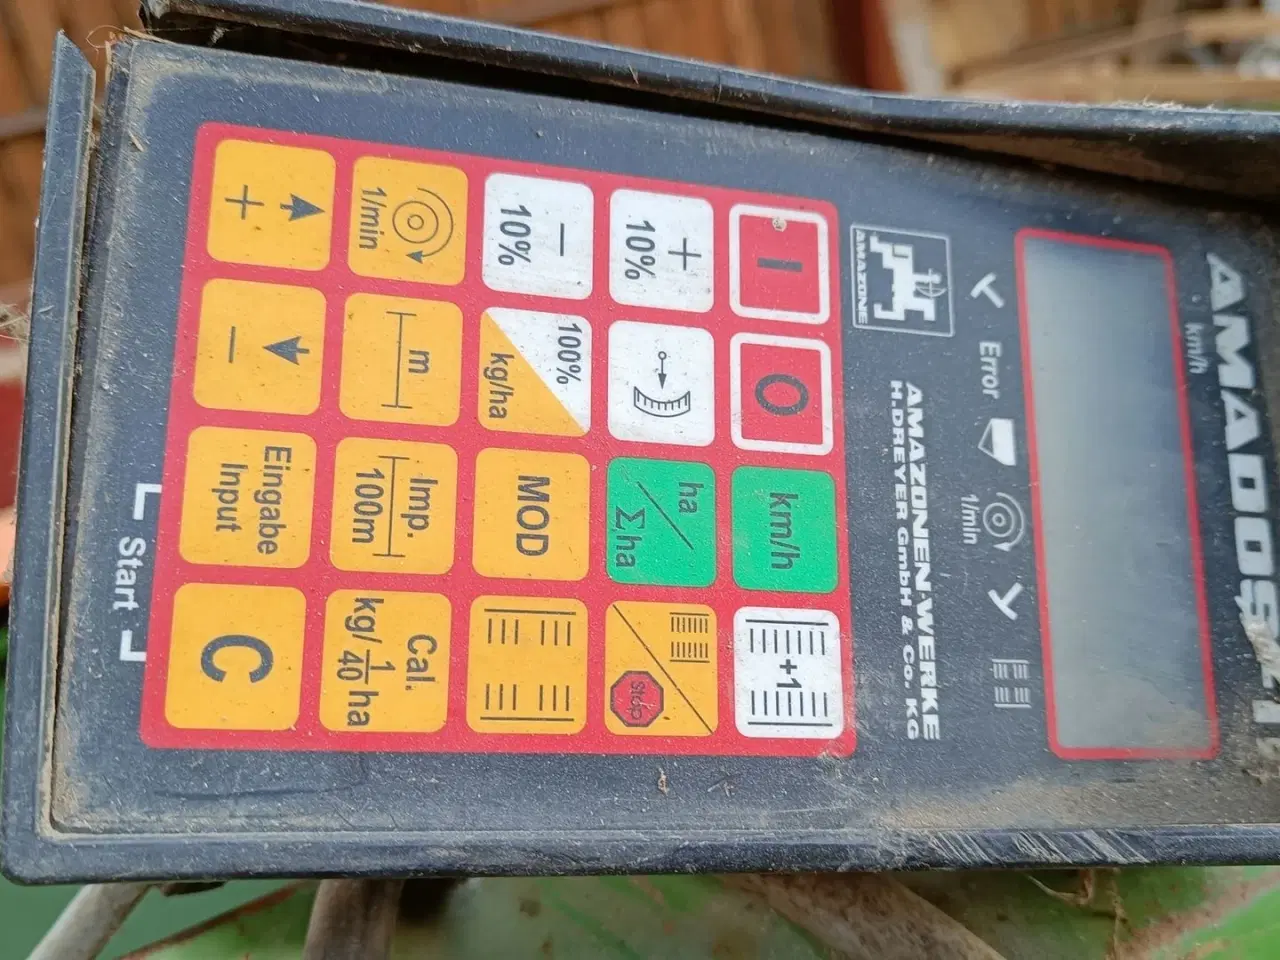 AMADOS
km/h
Error
1/min
AMAZONE
AMAZONEN-WERKE
H.DREYER GmbH & Co. KG
I
O
km/h
+1
+
10%
ha
Σha
Stop
−
10%
100%
kg/ha
MOD
1/min
m
Imp.
100m
Cal.
kg/ 1/40 ha
+
−
Eingabe
Input
C
Start